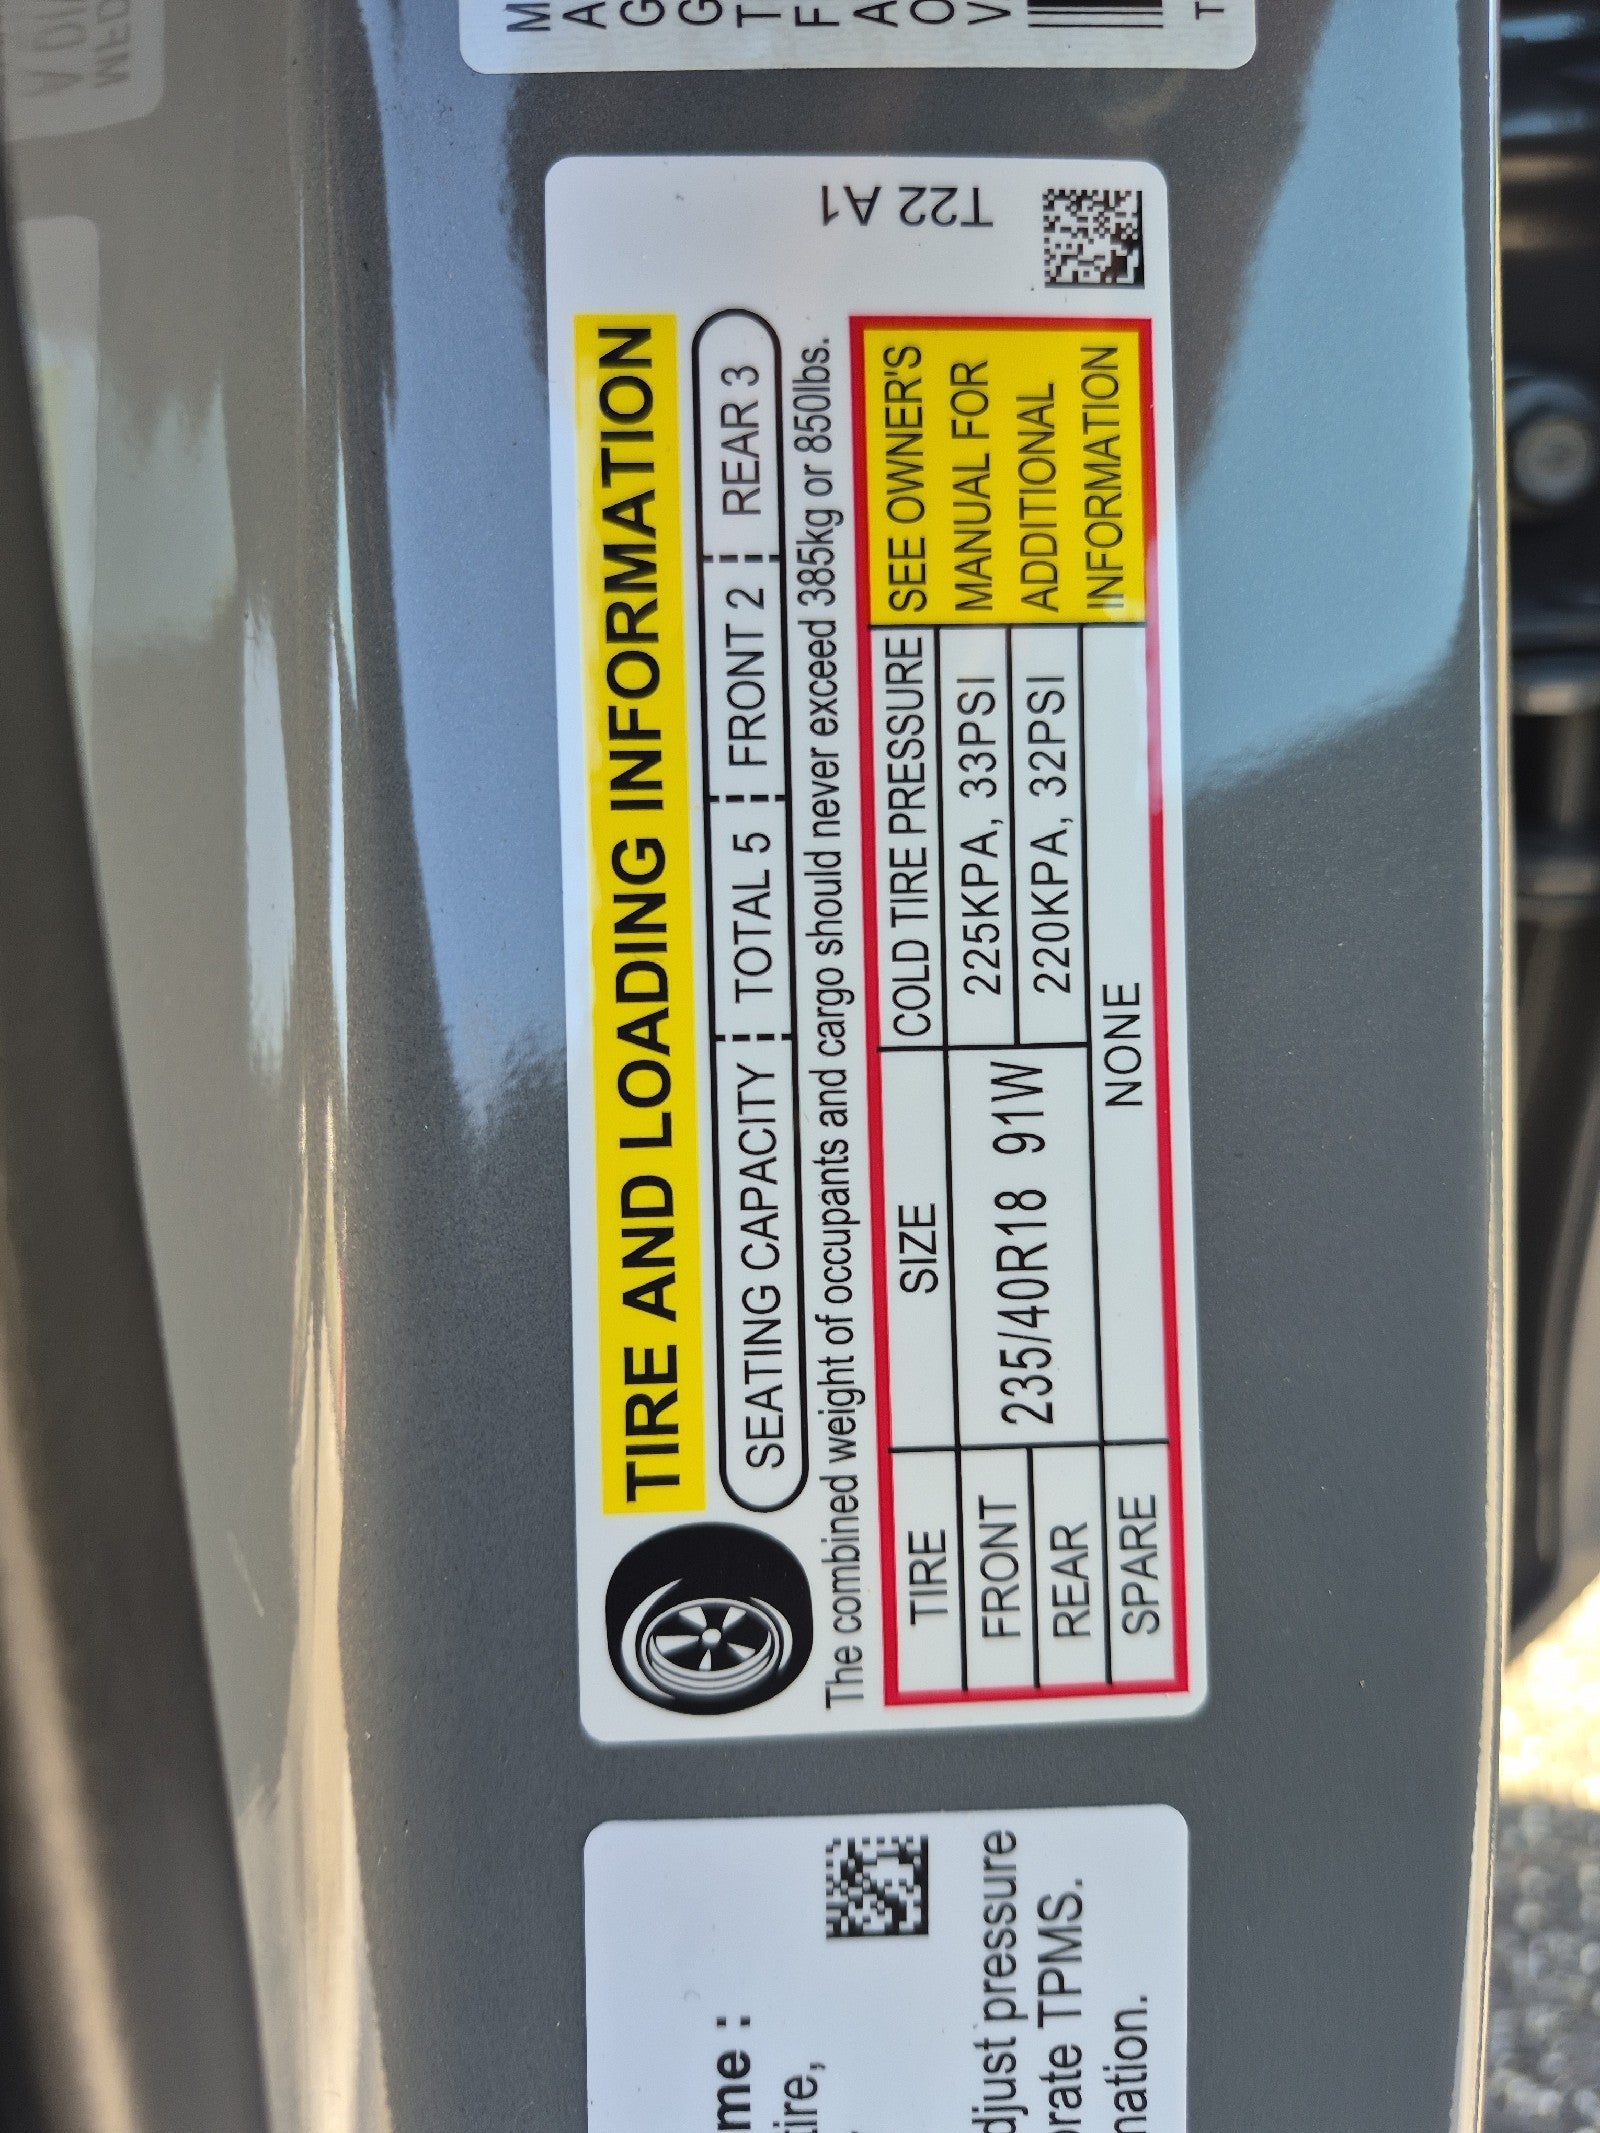 TIRE AND LOADING INFORMATION
SEATING CAPACITY TOTAL 5 FRONT 2 REAR 3
The combined weight of occupants and cargo should never exceed 385kg or 850lbs.
TIRE SIZE COLD TIRE PRESSURE
FRONT 235/40R18 91W 225KPA, 33PSI
REAR 220KPA, 32PSI
SPARE NONE
SEE OWNER'S
MANUAL FOR
ADDITIONAL
INFORMATION
T22 A1
me :
tire,
djust pressure
rate TPMS.
mation.
M
A
G
G
T
F
A
O
V
T